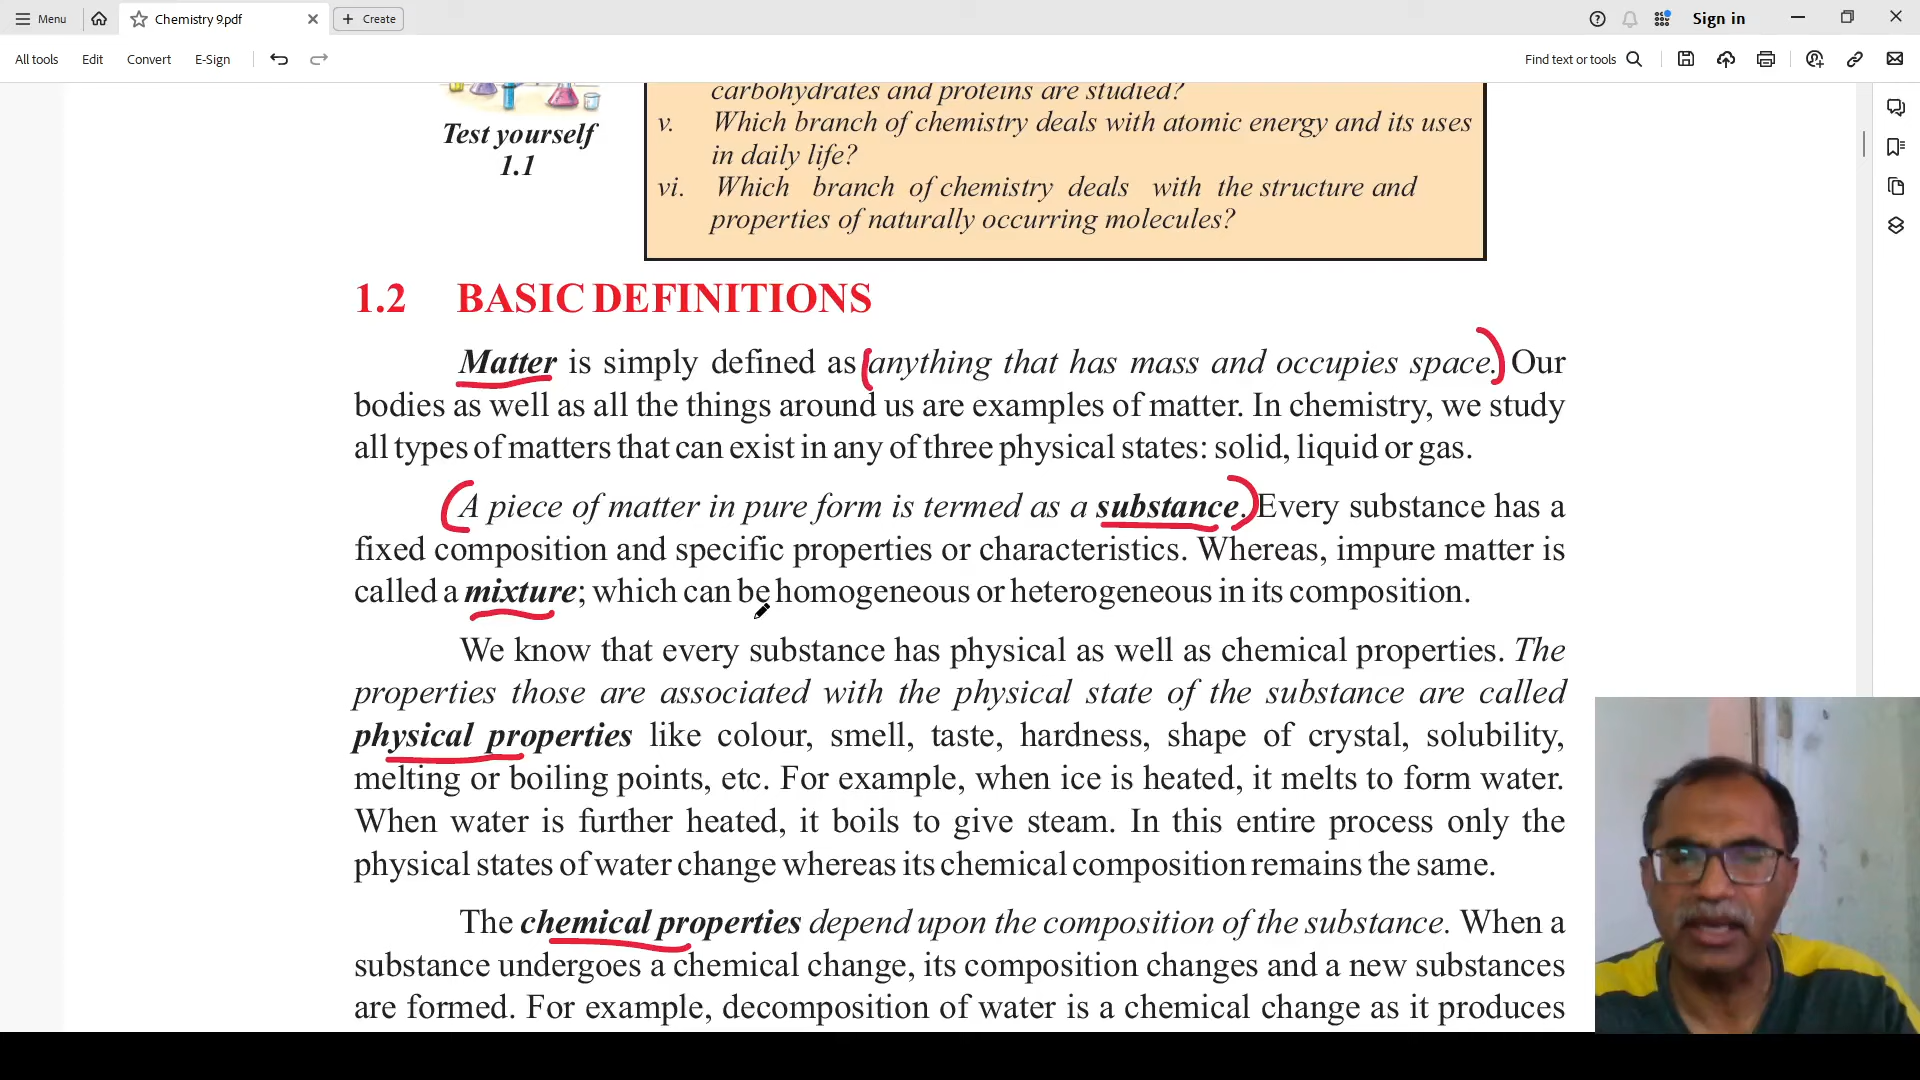 Menu
Chemistry 9.pdf
Create
Sign in
All tools
Edit
Convert
E-Sign
Find text or tools
Test yourself
1.1
carbohydrates and proteins are studied?
v. Which branch of chemistry deals with atomic energy and its uses
in daily life?
vi. Which branch of chemistry deals with the structure and
properties of naturally occurring molecules?
1.2 BASIC DEFINITIONS
Matter is simply defined as anything that has mass and occupies space. Our
bodies as well as all the things around us are examples of matter. In chemistry, we study
all types of matters that can exist in any of three physical states: solid, liquid or gas.
A piece of matter in pure form is termed as a substance. Every substance has a
fixed composition and specific properties or characteristics. Whereas, impure matter is
called a mixture; which can be homogeneous or heterogeneous in its composition.
We know that every substance has physical as well as chemical properties. The
properties those are associated with the physical state of the substance are called
physical properties like colour, smell, taste, hardness, shape of crystal, solubility,
melting or boiling points, etc. For example, when ice is heated, it melts to form water.
When water is further heated, it boils to give steam. In this entire process only the
physical states of water change whereas its chemical composition remains the same.
The chemical properties depend upon the composition of the substance. When a
substance undergoes a chemical change, its composition changes and a new substances
are formed. For example, decomposition of water is a chemical change as it produces